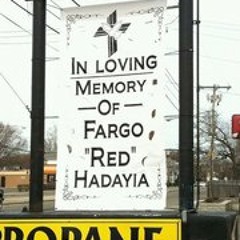 IN LOVING
MEMORY
OF
FARGO
"RED"
HADAYIA
PROPANE